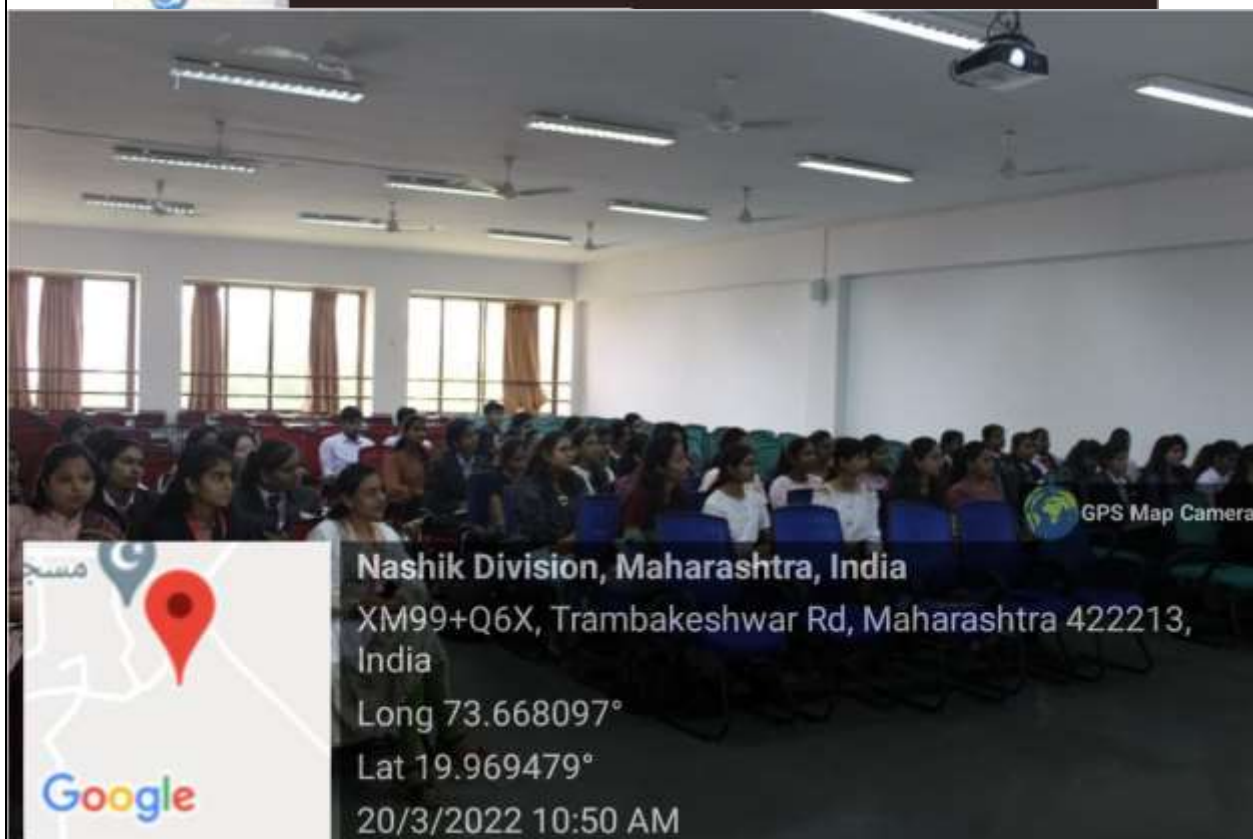 GPS Map Camera
مسجد
Nashik Division, Maharashtra, India
XM99+Q6X, Trambakeshwar Rd, Maharashtra 422213,
India
Long 73.668097°
Lat 19.969479°
20/3/2022 10:50 AM
Google